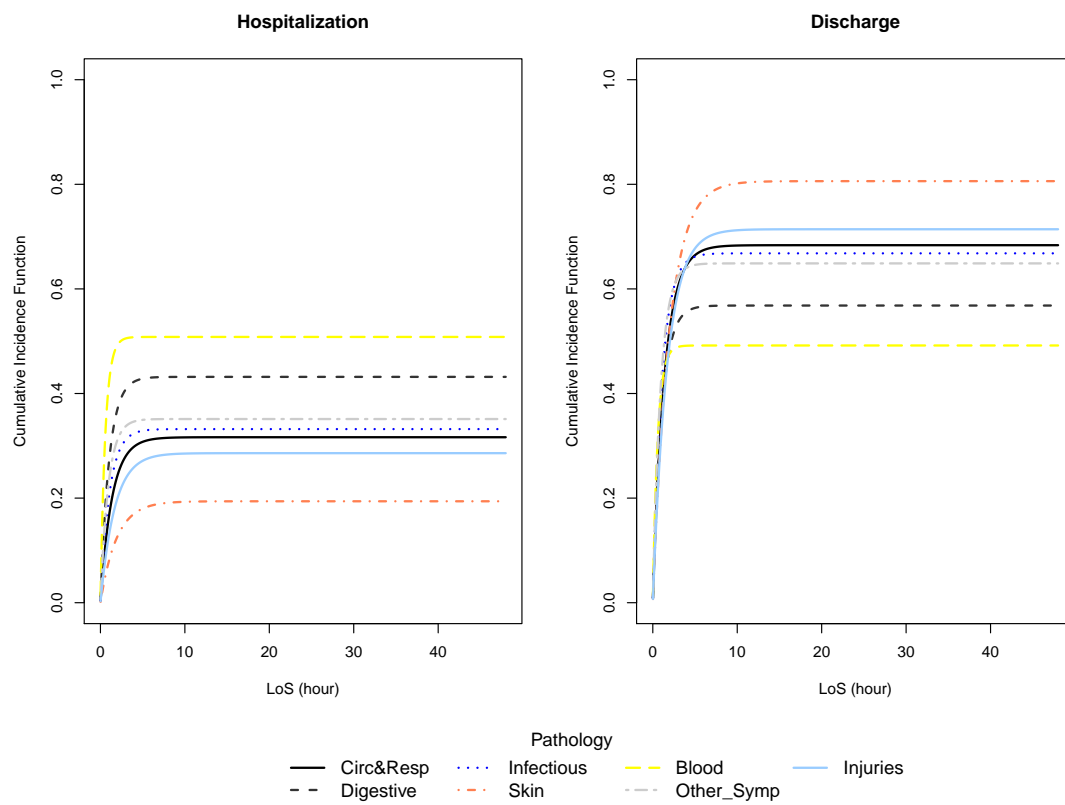 Hospitalization
Cumulative Incidence Function
1.0
0.8
0.6
0.4
0.2
0.0
0 10 20 30 40
LoS (hour)
Discharge
Cumulative Incidence Function
1.0
0.8
0.6
0.4
0.2
0.0
0 10 20 30 40
LoS (hour)
Pathology
Circ&Resp Infectious Blood Injuries
Digestive Skin Other_Symp